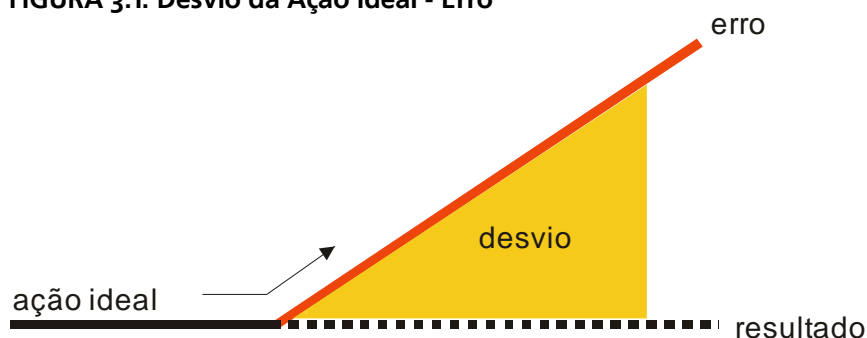 FIGURA 3.1. Desvio da Ação Ideal - Erro
erro
desvio
ação ideal
resultado